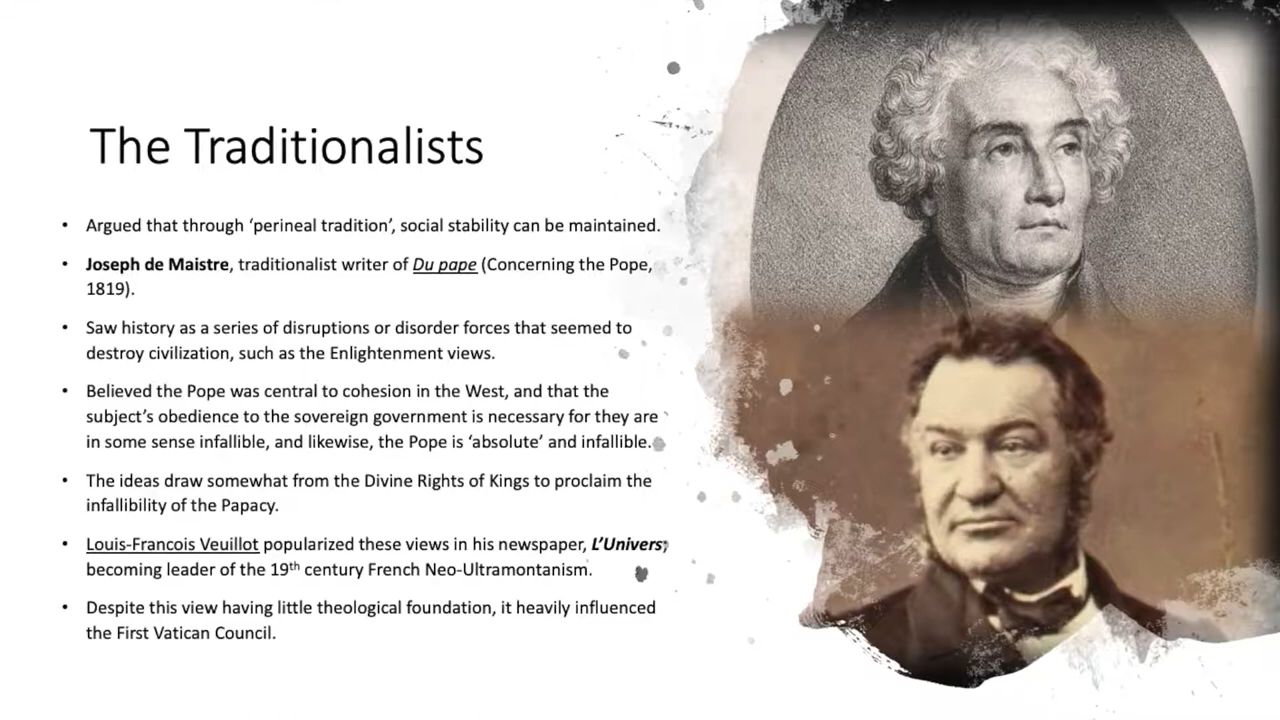 The Traditionalists
• Argued that through ‘perineal tradition’, social stability can be maintained.
• Joseph de Maistre, traditionalist writer of Du pape (Concerning the Pope,
1819).
• Saw history as a series of disruptions or disorder forces that seemed to
destroy civilization, such as the Enlightenment views.
• Believed the Pope was central to cohesion in the West, and that the
subject’s obedience to the sovereign government is necessary for they are
in some sense infallible, and likewise, the Pope is ‘absolute’ and infallible.
• The ideas draw somewhat from the Divine Rights of Kings to proclaim the
infallibility of the Papacy.
• Louis-Francois Veuillot popularized these views in his newspaper, L’Univers,
becoming leader of the 19th century French Neo-Ultramontanism.
• Despite this view having little theological foundation, it heavily influenced
the First Vatican Council.